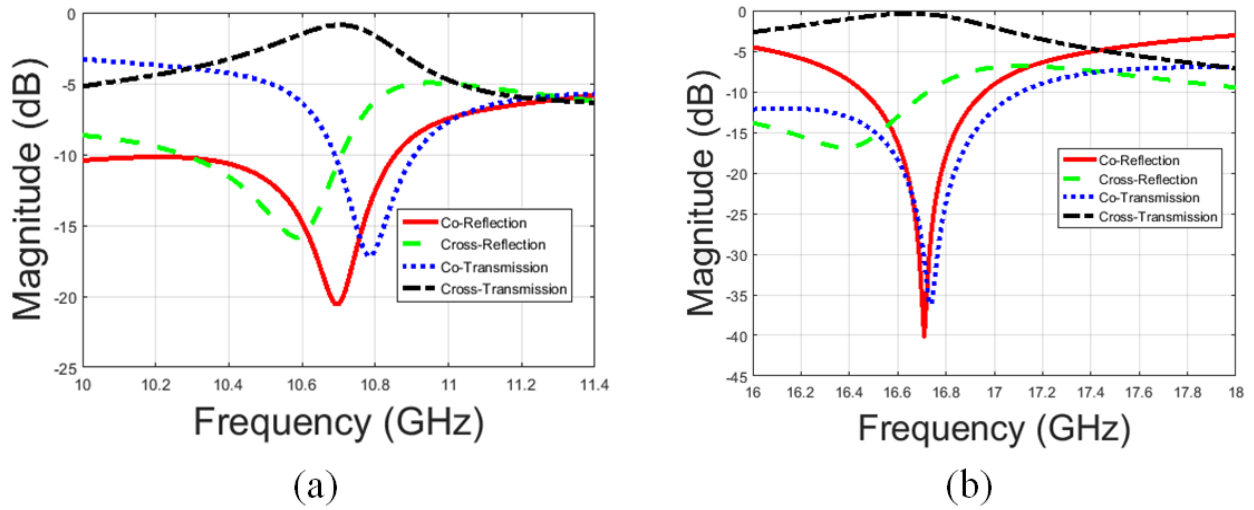 0
-5
-10
-15
-20
-25
Magnitude (dB)
Co-Reflection
Cross-Reflection
Co-Transmission
Cross-Transmission
10 10.2 10.4 10.6 10.8 11 11.2 11.4
Frequency (GHz)
(a)
0
-5
-10
-15
-20
-25
-30
-35
-40
-45
Magnitude (dB)
Co-Reflection
Cross-Reflection
Co-Transmission
Cross-Transmission
16 16.2 16.4 16.6 16.8 17 17.2 17.4 17.6 17.8 18
Frequency (GHz)
(b)